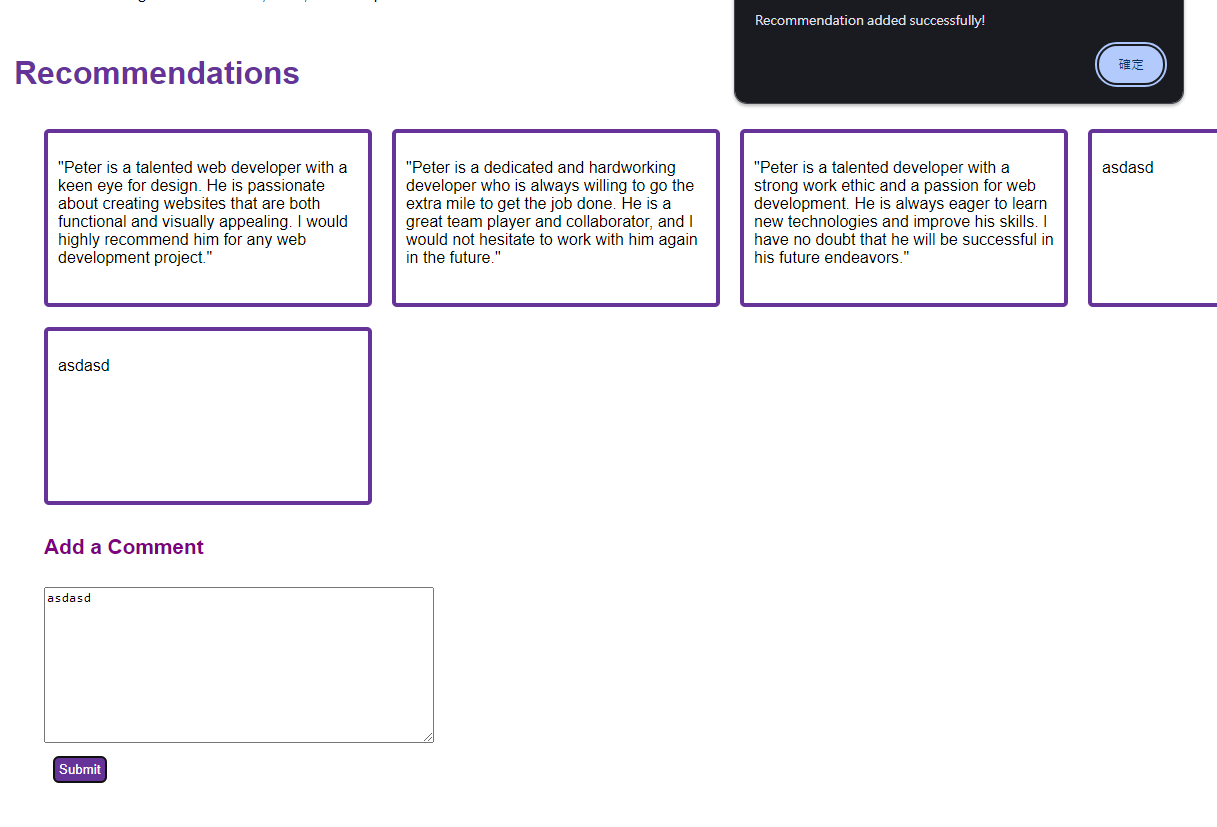 Recommendation added successfully!
確定
Recommendations
"Peter is a talented web developer with a
keen eye for design. He is passionate
about creating websites that are both
functional and visually appealing. I would
highly recommend him for any web
development project."
"Peter is a dedicated and hardworking
developer who is always willing to go the
extra mile to get the job done. He is a
great team player and collaborator, and I
would not hesitate to work with him again
in the future."
"Peter is a talented developer with a
strong work ethic and a passion for web
development. He is always eager to learn
new technologies and improve his skills. I
have no doubt that he will be successful in
his future endeavors."
asdasd
asdasd
Add a Comment
asdasd
Submit